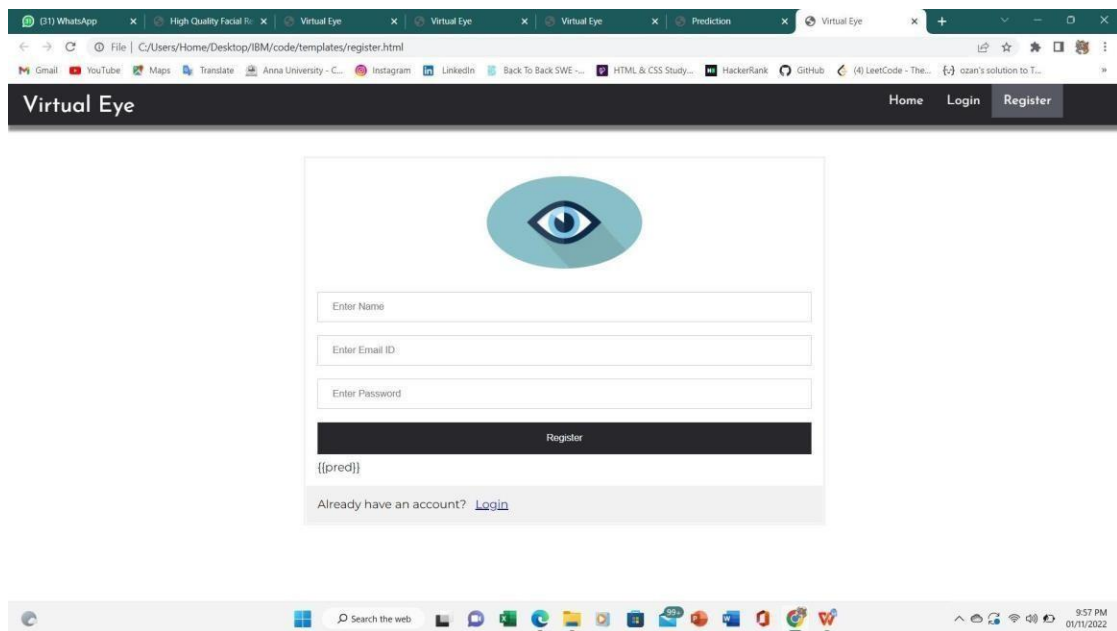 (31) WhatsApp
High Quality Facial Re
Virtual Eye
Virtual Eye
Virtual Eye
Prediction
Virtual Eye
File | C:/Users/Home/Desktop/IBM/code/templates/register.html
Gmail YouTube Maps Translate Anna University - C... Instagram LinkedIn Back To Back SWE -... HTML & CSS Study... HackerRank GitHub (4) LeetCode - The... {.} ozan's solution to T... »
Virtual Eye
Home Login Register
Enter Name
Enter Email ID
Enter Password
Register
{{pred}}
Already have an account? Login
Search the web
99+
9:57 PM
01/11/2022